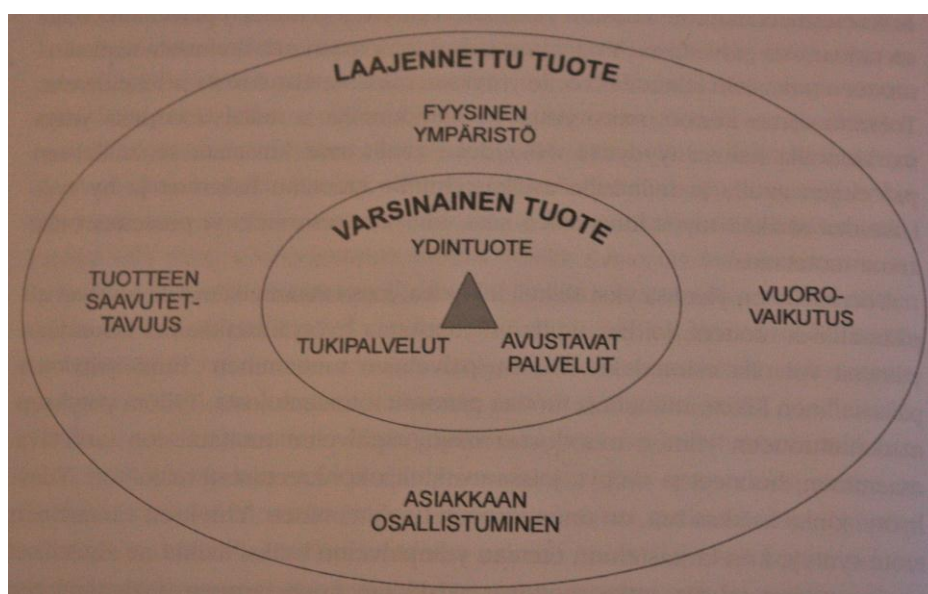 LAAJENNETTU TUOTE
FYYSINEN
YMPÄRISTÖ
VARSINAINEN TUOTE
YDINTUOTE
TUOTTEEN
SAAVUTET-
TAVUUS
VUORO-
VAIKUTUS
TUKIPALVELUT
AVUSTAVAT
PALVELUT
ASIAKKAAN
OSALLISTUMINEN